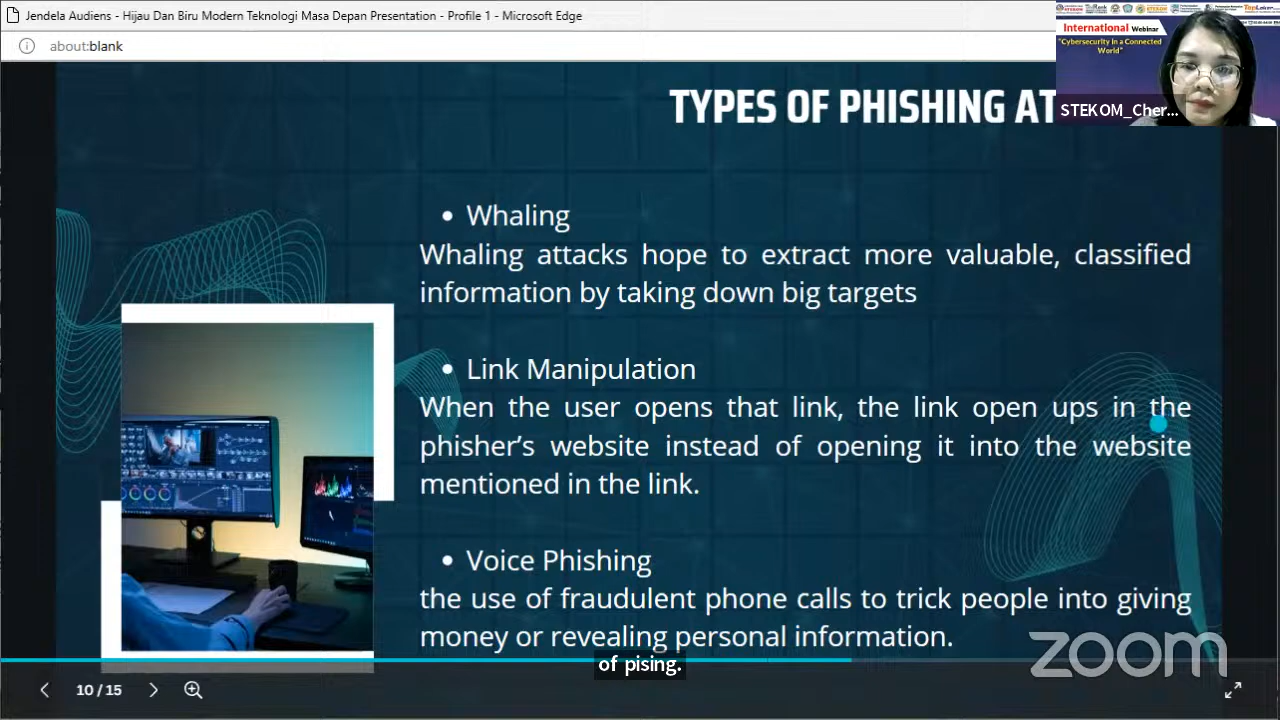 Jendela Audiens - Hijau Dan Biru Modern Teknologi Masa Depan Presentation - Profile 1 - Microsoft Edge
about:blank
International Webinar
"Cybersecurity in a Connected
World"
STEKOM_Cher...
TYPES OF PHISHING AT
• Whaling
Whaling attacks hope to extract more valuable, classified
information by taking down big targets
• Link Manipulation
When the user opens that link, the link open ups in the
phisher's website instead of opening it into the website
mentioned in the link.
• Voice Phishing
the use of fraudulent phone calls to trick people into giving
money or revealing personal information.
of pising.
zoom
10 / 15